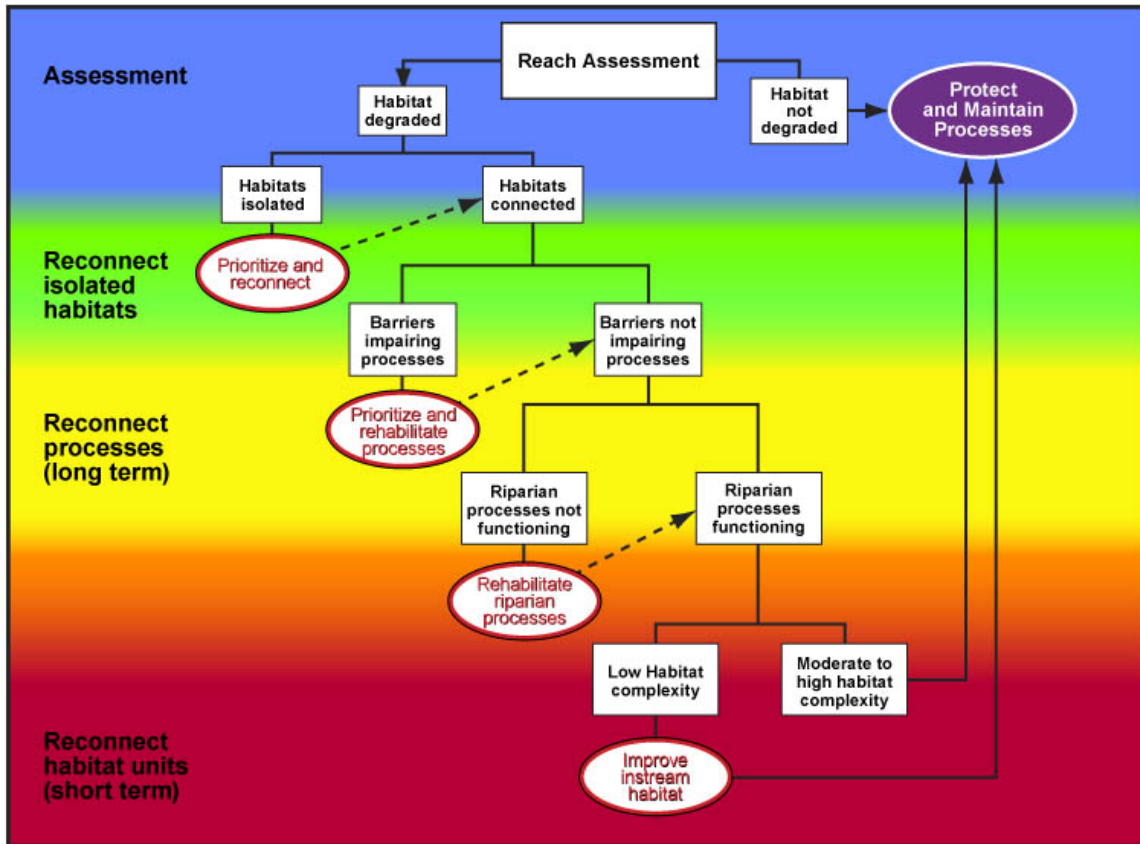 Assessment
Reach Assessment
Habitat
degraded
Habitat
not
degraded
Protect
and Maintain
Processes
Habitats
isolated
Habitats
connected
Reconnect
isolated
habitats
Prioritize and
reconnect
Barriers
impairing
processes
Barriers not
impairing
processes
Reconnect
processes
(long term)
Prioritize and
rehabilitate
processes
Riparian
processes not
functioning
Riparian
processes
functioning
Rehabilitate
riparian
processes
Low Habitat
complexity
Moderate to
high habitat
complexity
Reconnect
habitat units
(short term)
Improve
instream
habitat